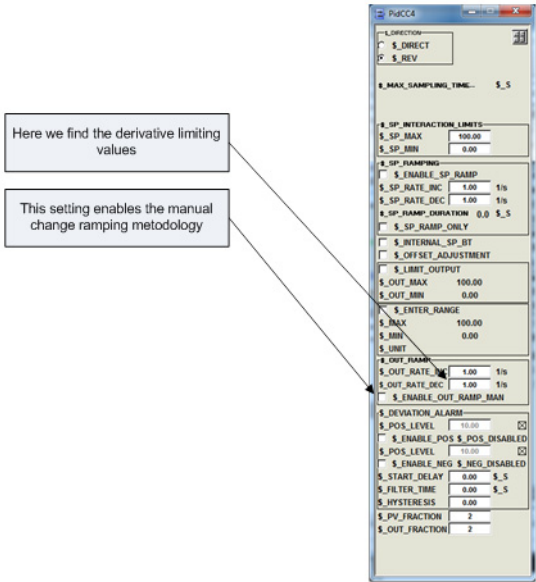 PidCC4
$_DIRECTION
$_DIRECT
$_REV
$_MAX_SAMPLING_TIME.. $_S
Here we find the derivative limiting
values
This setting enables the manual
change ramping metodology
$_SP_INTERACTION_LIMITS
$_SP_MAX 100.00
$_SP_MIN 0.00
$_SP_RAMPING
$_ENABLE_SP_RAMP
$_SP_RATE_INC 1.00 1/s
$_SP_RATE_DEC 1.00 1/s
$_SP_RAMP_DURATION 0.0 $_S
$_SP_RAMP_ONLY
$_INTERNAL_SP_BT
$_OFFSET_ADJUSTMENT
$_LIMIT_OUTPUT
$_OUT_MAX 100.00
$_OUT_MIN 0.00
$_ENTER_RANGE
$_MAX 100.00
$_MIN 0.00
$_UNIT
$_OUT_RAMP
$_OUT_RATE_INC 1.00 1/s
$_OUT_RATE_DEC 1.00 1/s
$_ENABLE_OUT_RAMP_MAN
$_DEVIATION_ALARM
$_POS_LEVEL 10.00
$_ENABLE_POS $_POS_DISABLED
$_POS_LEVEL 10.00
$_ENABLE_NEG $_NEG_DISABLED
$_START_DELAY 0.00 $_S
$_FILTER_TIME 0.00 $_S
$_HYSTERESIS 0.00
$_PV_FRACTION 2
$_OUT_FRACTION 2